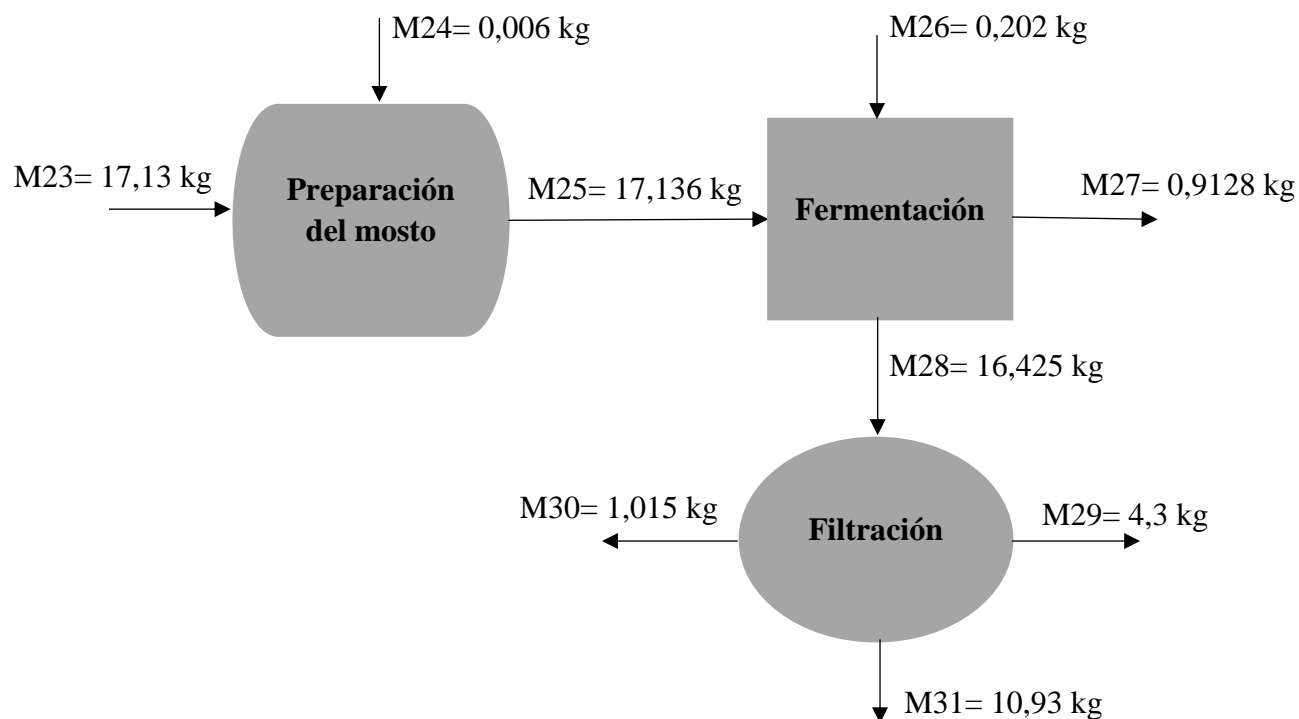 M24= 0,006 kg
M26= 0,202 kg
M23= 17,13 kg
Preparación
del mosto
M25= 17,136 kg
Fermentación
M27= 0,9128 kg
M28= 16,425 kg
M30= 1,015 kg
Filtración
M29= 4,3 kg
M31= 10,93 kg